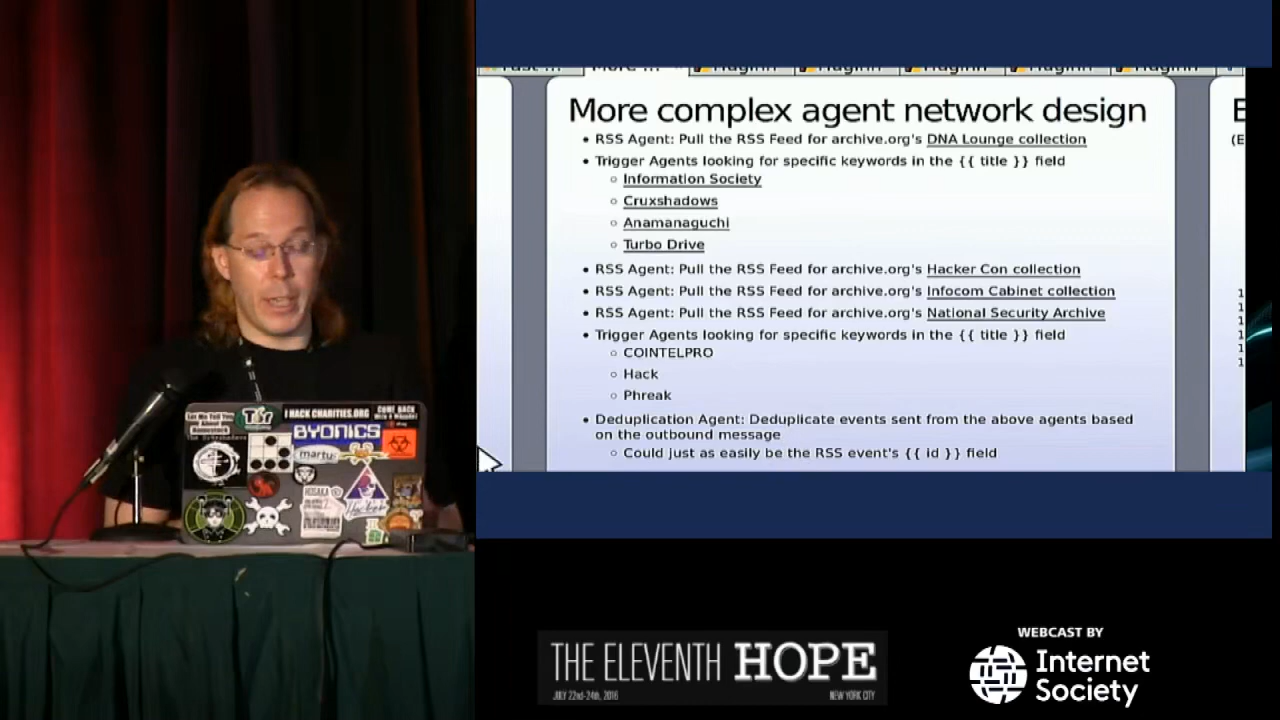 More complex agent network design
• RSS Agent: Pull the RSS Feed for archive.org's DNA Lounge collection
• Trigger Agents looking for specific keywords in the {{ title }} field
○ Information Society
○ Cruxshadows
○ Anamanaguchi
○ Turbo Drive
• RSS Agent: Pull the RSS Feed for archive.org's Hacker Con collection
• RSS Agent: Pull the RSS Feed for archive.org's Infocom Cabinet collection
• RSS Agent: Pull the RSS Feed for archive.org's National Security Archive
• Trigger Agents looking for specific keywords in the {{ title }} field
○ COINTELPRO
○ Hack
○ Phreak
• Deduplication Agent: Deduplicate events sent from the above agents based
on the outbound message
○ Could just as easily be the RSS event's {{ id }} field
I HACK CHARITIES.ORG
COME BACK
BYONICS
THE ELEVENTH HOPE
JULY 22nd-24th, 2016
NEW YORK CITY
WEBCAST BY
Internet
Society